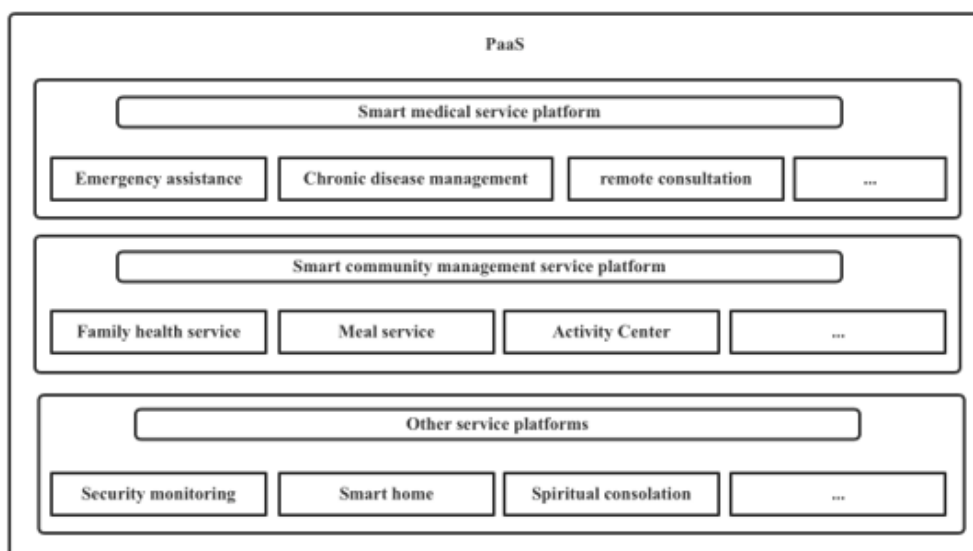 PaaS
Smart medical service platform
Emergency assistance
Chronic disease management
remote consultation
...
Smart community management service platform
Family health service
Meal service
Activity Center
...
Other service platforms
Security monitoring
Smart home
Spiritual consolation
...